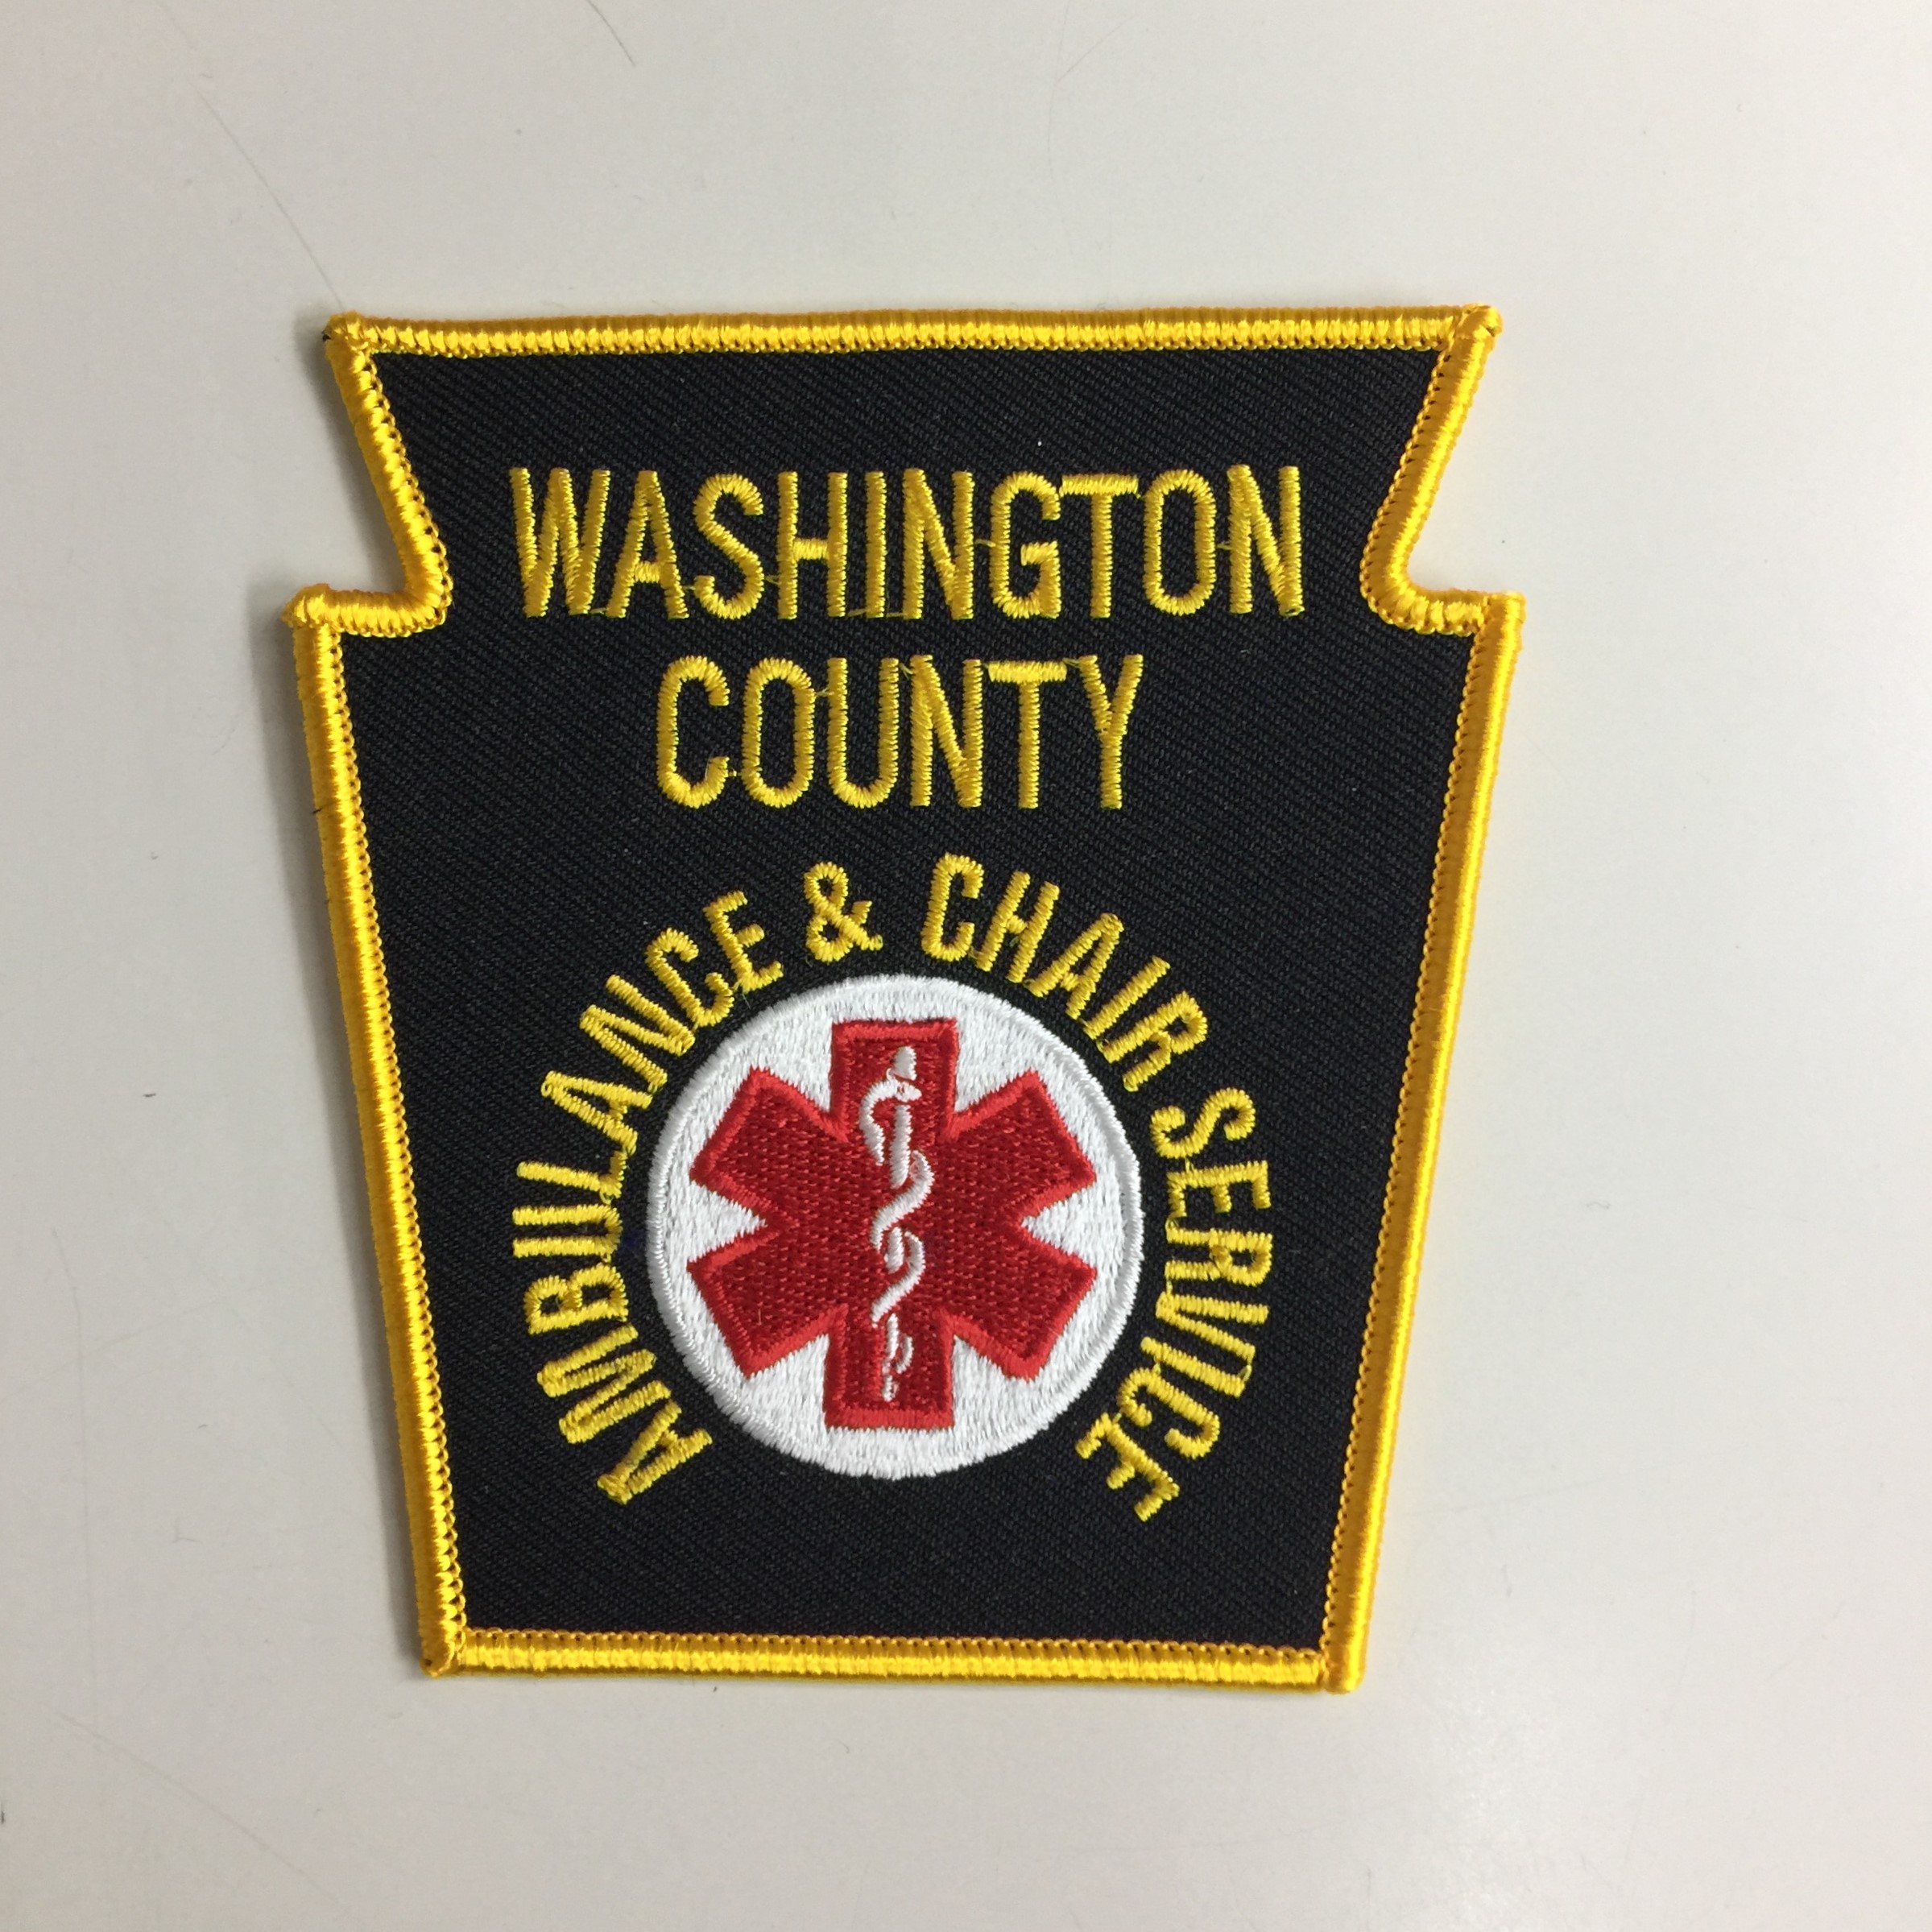 WASHINGTON
COUNTY
AMBULANCE & CHAIR SERVICE